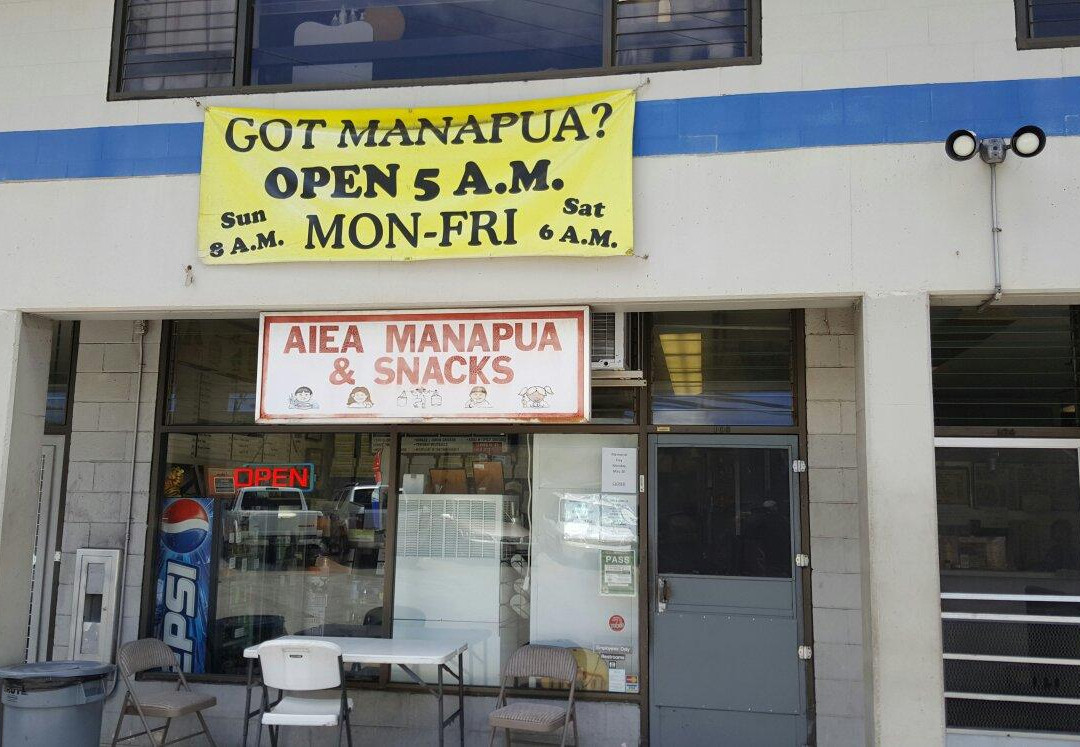 GOT MANAPUA?
OPEN 5 A.M.
Sun
8 A.M.
MON-FRI
Sat
6 A.M.
AIEA MANAPUA
& SNACKS
OPEN
PEPSI
PASS